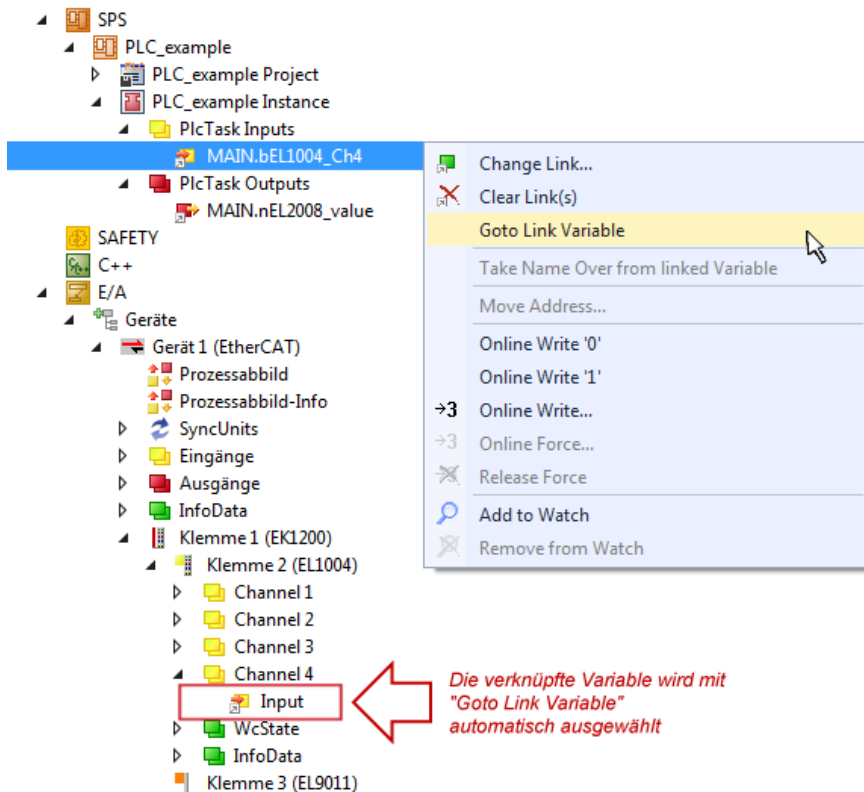 SPS
PLC_example
PLC_example Project
PLC_example Instance
PlcTask Inputs
MAIN.bEL1004_Ch4
PlcTask Outputs
MAIN.nEL2008_value
SAFETY
C++
E/A
Geräte
Gerät 1 (EtherCAT)
Prozessabbild
Prozessabbild-Info
SyncUnits
Eingänge
Ausgänge
InfoData
Klemme 1 (EK1200)
Klemme 2 (EL1004)
Channel 1
Channel 2
Channel 3
Channel 4
Input
WcState
InfoData
Klemme 3 (EL9011)
Change Link...
Clear Link(s)
Goto Link Variable
Take Name Over from linked Variable
Move Address...
Online Write '0'
Online Write '1'
→3 Online Write...
→3 Online Force...
Release Force
Add to Watch
Remove from Watch
Die verknüpfte Variable wird mit
"Goto Link Variable"
automatisch ausgewählt